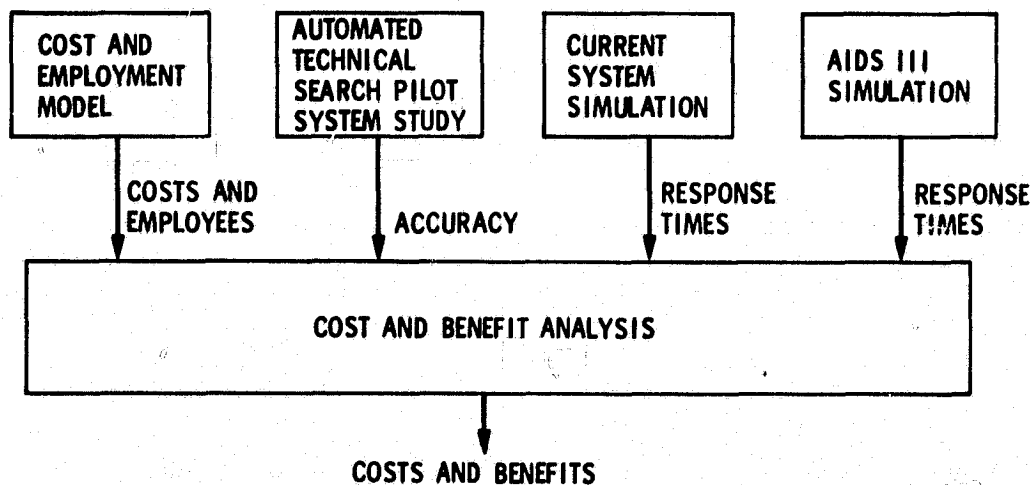 COST AND
EMPLOYMENT
MODEL
AUTOMATED
TECHNICAL
SEARCH PILOT
SYSTEM STUDY
CURRENT
SYSTEM
SIMULATION
AIDS III
SIMULATION
COSTS AND
EMPLOYEES
ACCURACY
RESPONSE
TIMES
RESPONSE
TIMES
COST AND BENEFIT ANALYSIS
COSTS AND BENEFITS